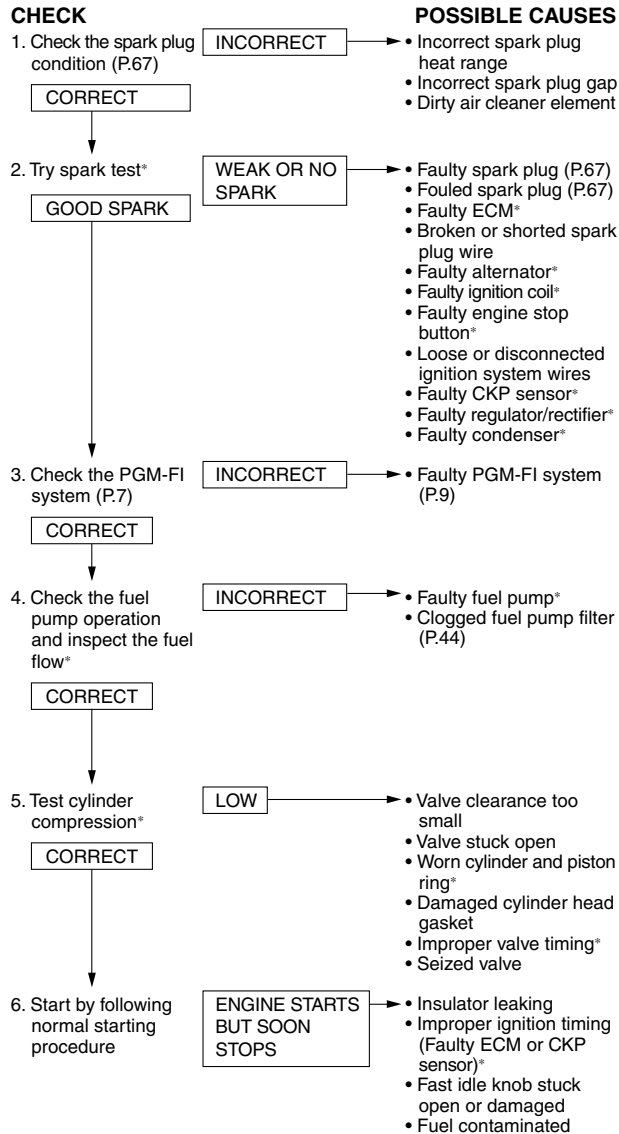 CHECK
POSSIBLE CAUSES
1. Check the spark plug
condition (P.67)
INCORRECT
• Incorrect spark plug
heat range
• Incorrect spark plug gap
• Dirty air cleaner element
CORRECT
2. Try spark test*
WEAK OR NO
SPARK
• Faulty spark plug (P.67)
• Fouled spark plug (P.67)
• Faulty ECM*
• Broken or shorted spark
plug wire
• Faulty alternator*
• Faulty ignition coil*
• Faulty engine stop
button*
• Loose or disconnected
ignition system wires
• Faulty CKP sensor*
• Faulty regulator/rectifier*
• Faulty condenser*
GOOD SPARK
3. Check the PGM-FI
system (P.7)
INCORRECT
• Faulty PGM-FI system
(P.9)
CORRECT
4. Check the fuel
pump operation
and inspect the fuel
flow*
INCORRECT
• Faulty fuel pump*
• Clogged fuel pump filter
(P.44)
CORRECT
5. Test cylinder
compression*
LOW
• Valve clearance too
small
• Valve stuck open
• Worn cylinder and piston
ring*
• Damaged cylinder head
gasket
• Improper valve timing*
• Seized valve
CORRECT
6. Start by following
normal starting
procedure
ENGINE STARTS
BUT SOON
STOPS
• Insulator leaking
• Improper ignition timing
(Faulty ECM or CKP
sensor)*
• Fast idle knob stuck
open or damaged
• Fuel contaminated